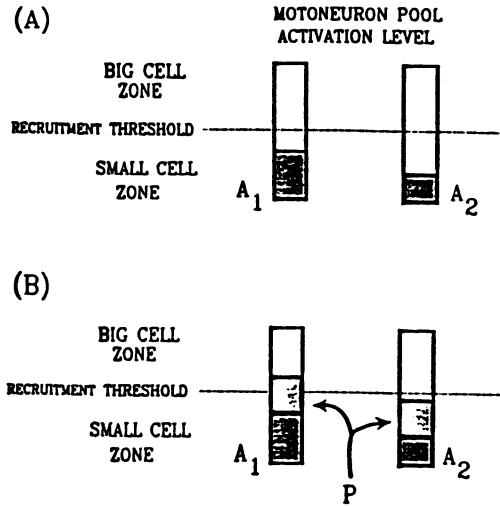 (A)
MOTONEURON POOL
ACTIVATION LEVEL
BIG CELL
ZONE
RECRUITMENT THRESHOLD
SMALL CELL
ZONE
A1
A2
(B)
BIG CELL
ZONE
RECRUITMENT THRESHOLD
SMALL CELL
ZONE
A1
A2
P